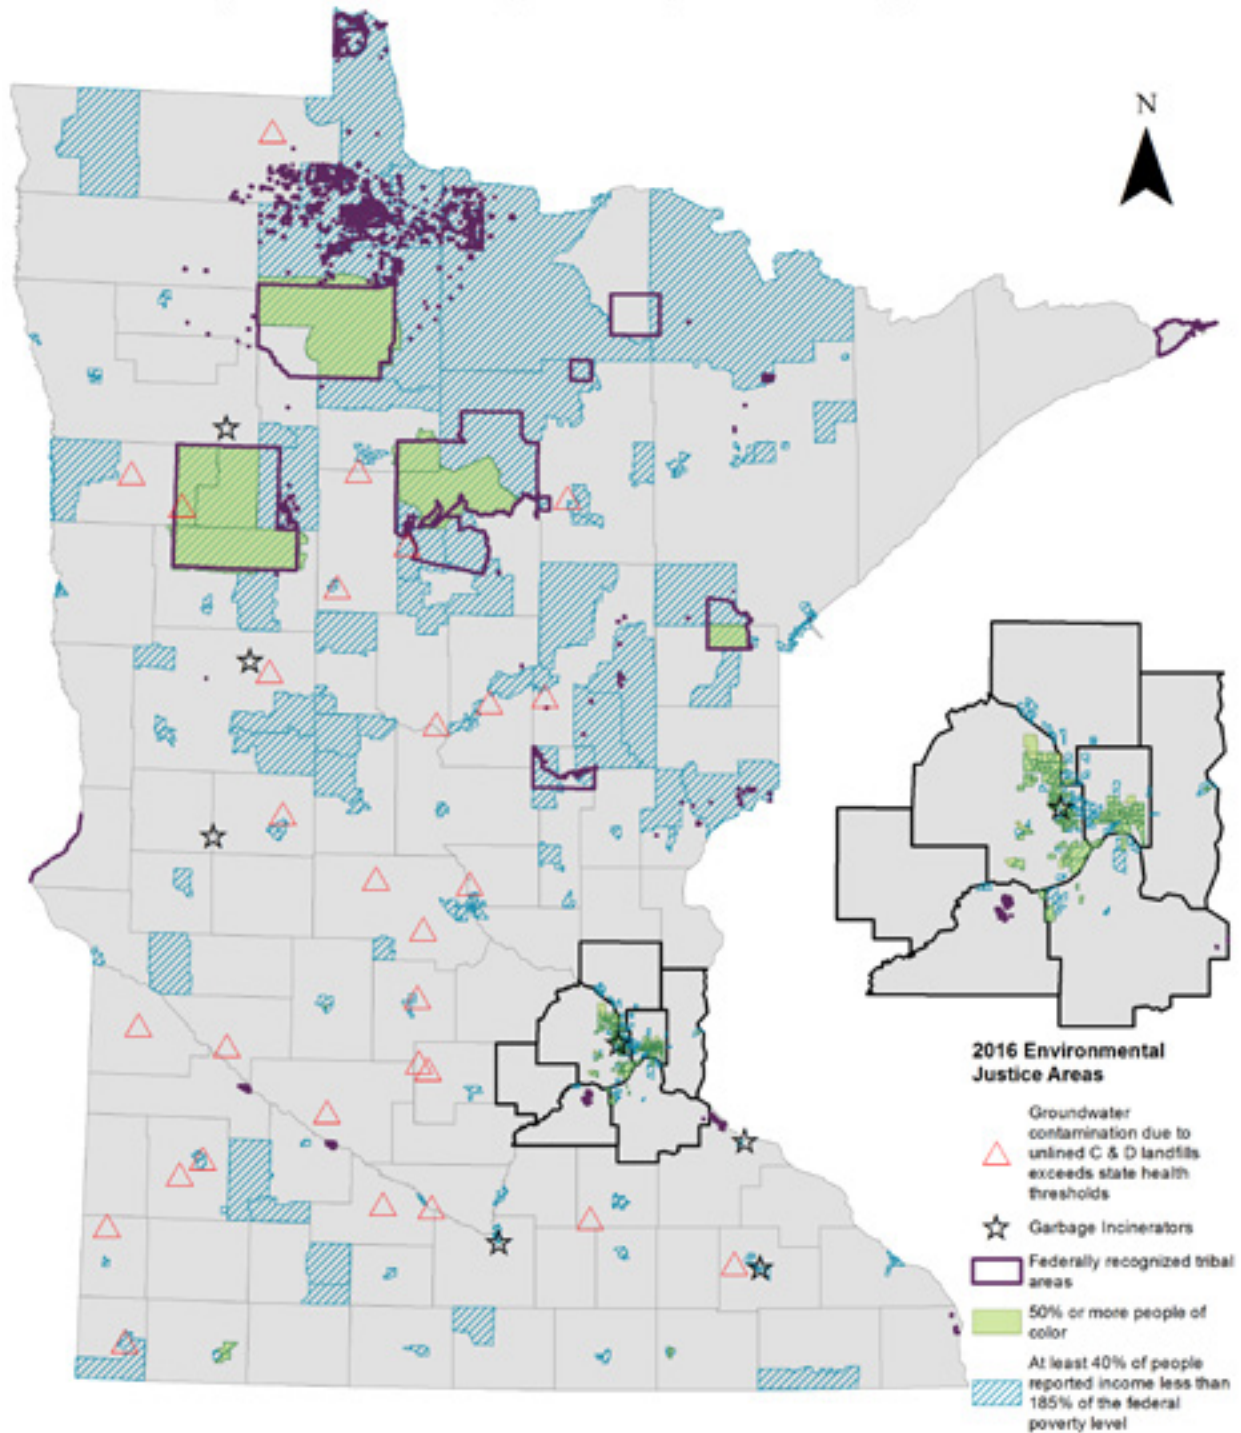 N
2016 Environmental
Justice Areas
Groundwater
contamination due to
unlined C & D landfills
exceeds state health
thresholds
Garbage Incinerators
Federally recognized tribal
areas
50% or more people of
color
At least 40% of people
reported income less than
185% of the federal
poverty level